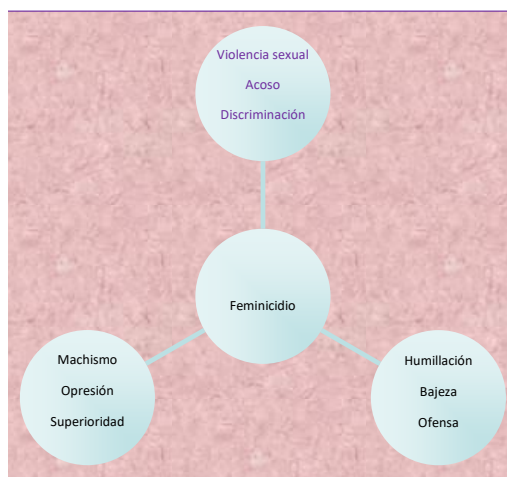 Violencia sexual
Acoso
Discriminación
Feminicidio
Machismo
Opresión
Superioridad
Humillación
Bajeza
Ofensa